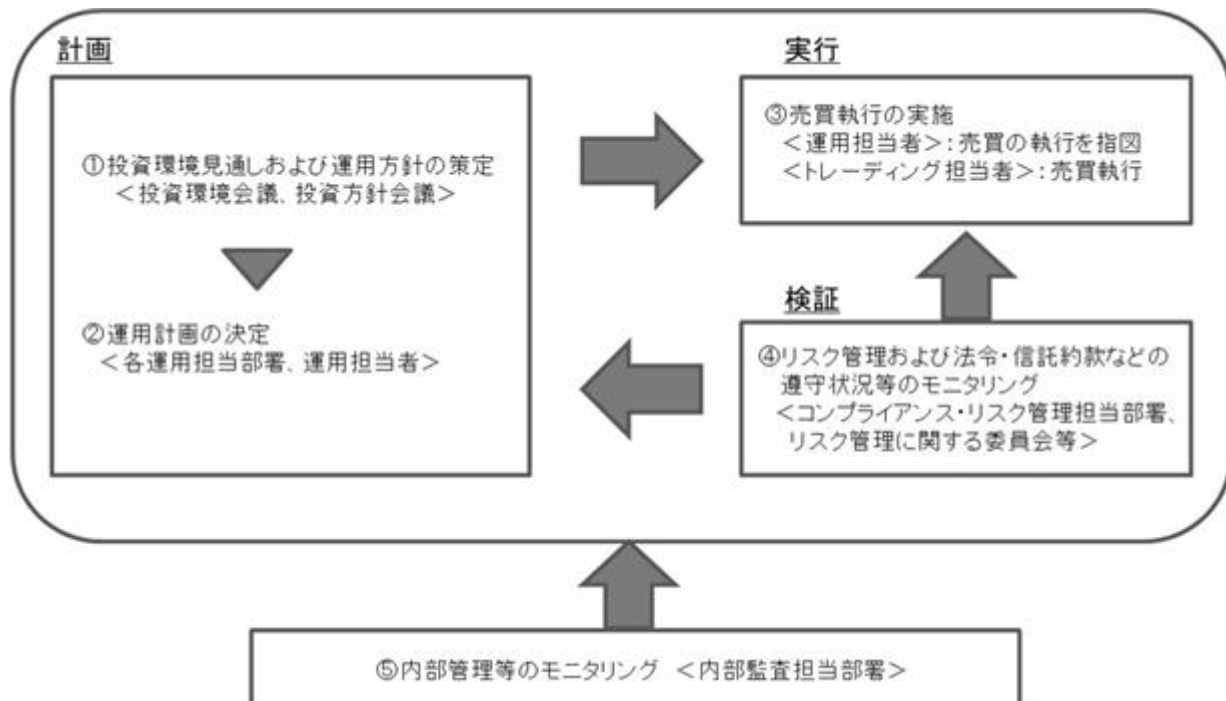 計画
①投資環境見通しおよび運用方針の策定
＜投資環境会議、投資方針会議＞
②運用計画の決定
＜各運用担当部署、運用担当者＞
実行
③売買執行の実施
＜運用担当者＞：売買の執行を指図
＜トレーディング担当者＞：売買執行
検証
④リスク管理および法令・信託約款などの
遵守状況等のモニタリング
＜コンプライアンス・リスク管理担当部署、
リスク管理に関する委員会等＞
⑤内部管理等のモニタリング ＜内部監査担当部署＞